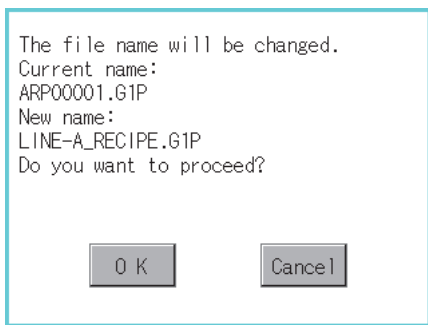 The file name will be changed.
Current name:
ARP00001.G1P
New name:
LINE-A_RECIPE.G1P
Do you want to proceed?
OK
Cancel